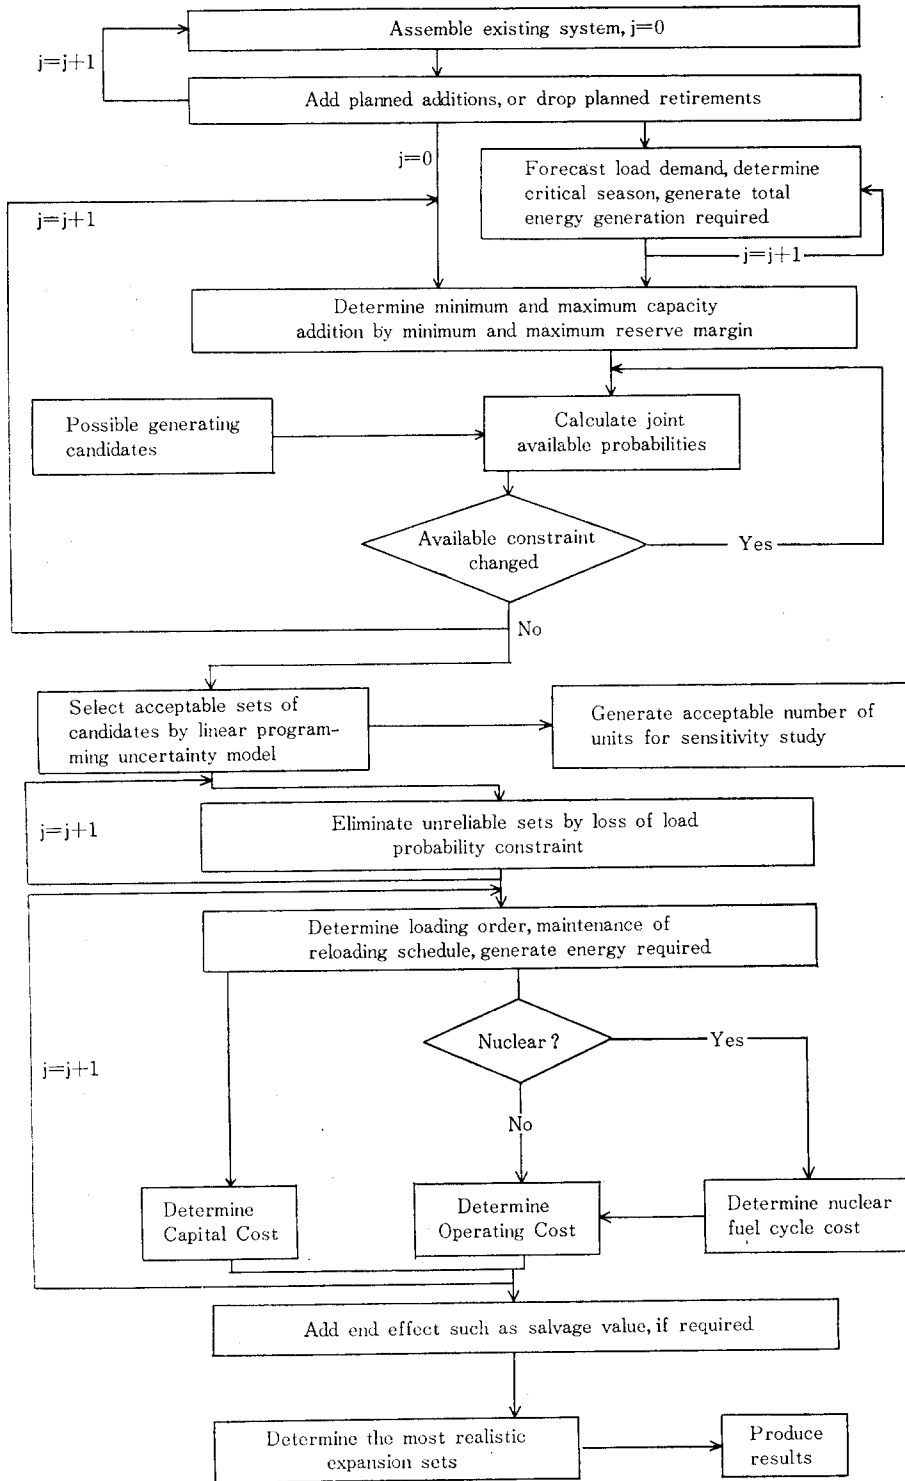 Assemble existing system, j=0
j=j+1
Add planned additions, or drop planned retirements
j=0
Forecast load demand, determine
critical season, generate total
energy generation required
j=j+1
j=j+1
Determine minimum and maximum capacity
addition by minimum and maximum reserve margin
Possible generating
candidates
Calculate joint
available probabilities
Available constraint
changed
Yes
No
Select acceptable sets of
candidates by linear program-
ming uncertainty model
Generate acceptable number of
units for sensitivity study
j=j+1
Eliminate unreliable sets by loss of load
probability constraint
Determine loading order, maintenance of
reloading schedule, generate energy required
Nuclear?
Yes
j=j+1
No
Determine
Capital Cost
Determine
Operating Cost
Determine nuclear
fuel cycle cost
Add end effect such as salvage value, if required
Determine the most realistic
expansion sets
Produce
results